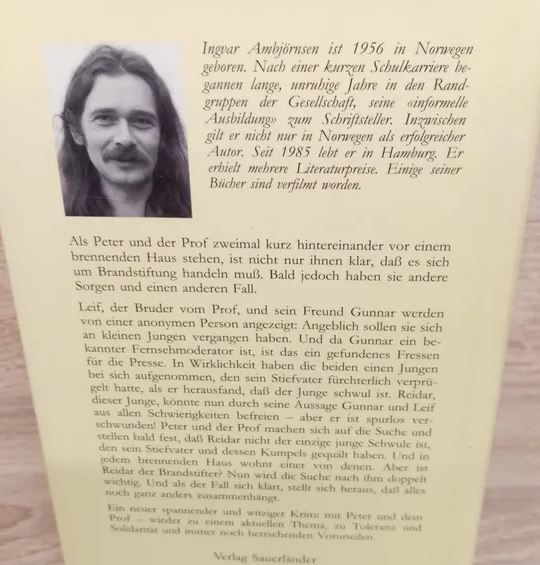 Ingvar Ambjörnsen ist 1956 in Norwegen
geboren. Nach einer kurzen Schulkarriere be-
gannen lange, unruhige Jahre in den Rand-
gruppen der Gesellschaft, seine «informelle
Ausbildung» zum Schriftsteller. Inzwischen
gilt er nicht nur in Norwegen als erfolgreicher
Autor. Seit 1985 lebt er in Hamburg. Er
erhielt mehrere Literaturpreise. Einige seiner
Bücher sind verfilmt worden.
Als Peter und der Prof zweimal kurz hintereinander vor einem
brennenden Haus stehen, ist nicht nur ihnen klar, daß es sich
um Brandstiftung handeln muß. Bald jedoch haben sie andere
Sorgen und einen anderen Fall.
Leif, der Bruder vom Prof, und sein Freund Gunnar werden
von einer anonymen Person angezeigt: Angeblich sollen sie sich
an kleinen Jungen vergangen haben. Und da Gunnar ein be-
kannter Fernsehmoderator ist, ist das ein gefundenes Fressen
für die Presse. In Wirklichkeit haben die beiden einen Jungen
bei sich aufgenommen, den sein Stiefvater fürchterlich verprü-
gelt hatte, als er herausfand, daß der Junge schwul ist. Reidar,
dieser Junge, könnte nun durch seine Aussage Gunnar und Leif
aus allen Schwierigkeiten befreien – aber er ist spurlos ver-
schwunden! Peter und der Prof machen sich auf die Suche und
stellen bald fest, daß Reidar nicht der einzige junge Schwule ist,
den sein Stiefvater und dessen Kumpels gequält haben. Und in
jedem brennenden Haus wohnt einer von denen. Aber ist
Reidar der Brandstifter? Nun wird die Suche nach ihm doppelt
wichtig. Und als der Fall sich klärt, stellt sich heraus, daß alles
noch ganz anders zusammenhängt.
Ein neuer spannender und witziger Krimi mit Peter und dem
Prof – wieder zu einem aktuellen Thema, zu Toleranz und
Solidarität und immer noch herrschenden Vorurteilen.
Verlag Sauerländer